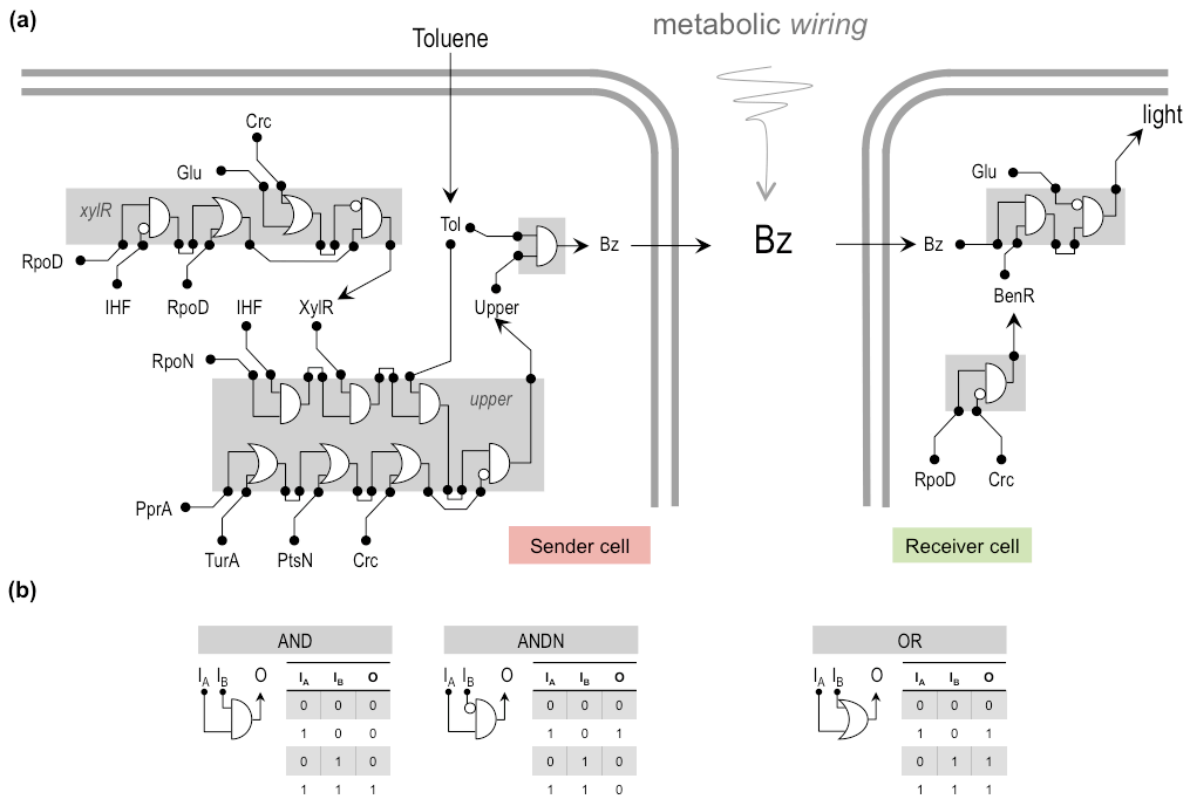 (a)
metabolic wiring
Toluene
light
Crc
Glu
Glu
xylR
Tol
Bz
Bz
Bz
RpoD
IHF
RpoD
IHF
XylR
Upper
BenR
RpoN
upper
RpoD
Crc
PprA
TurA
PtsN
Crc
Sender cell
Receiver cell
(b)
AND
ANDN
OR
IA IB O
IA IB O
0 0 0
1 0 0
0 1 0
1 1 1
IA IB O
IA IB O
0 0 0
1 0 1
0 1 0
1 1 0
IA IB O
IA IB O
0 0 0
1 0 1
0 1 1
1 1 1